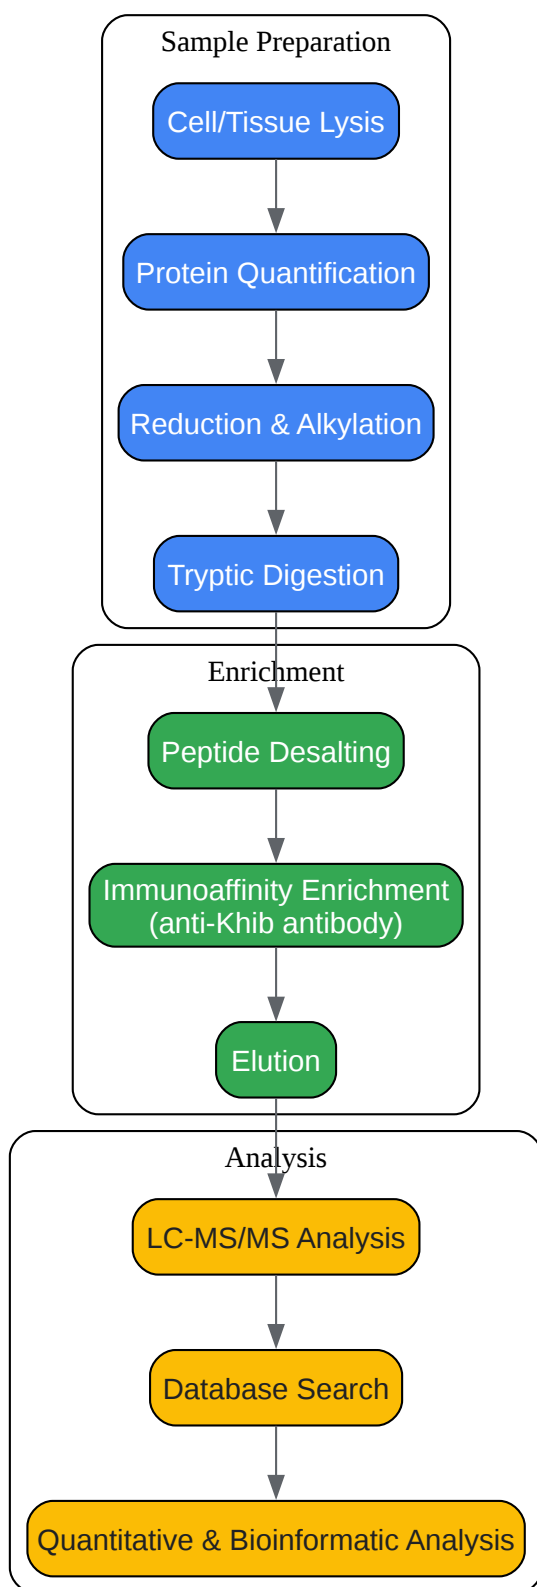 Sample Preparation
Cell/Tissue Lysis
Protein Quantification
Reduction & Alkylation
Tryptic Digestion
Enrichment
Peptide Desalting
Immunoaffinity Enrichment
(anti-Khib antibody)
Elution
Analysis
LC-MS/MS Analysis
Database Search
Quantitative & Bioinformatic Analysis